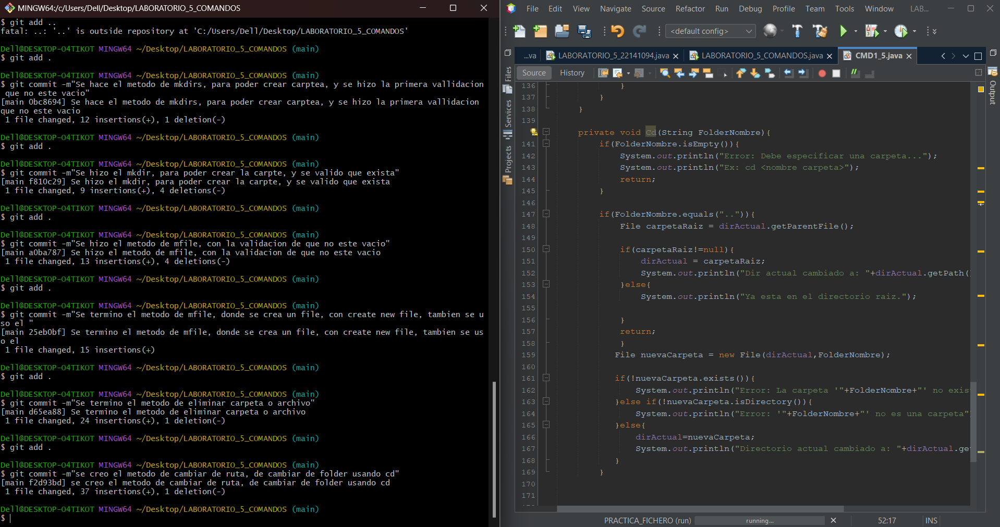 MINGW64:/c/Users/Dell/Desktop/LABORATORIO_5_COMANDOS
$ git add ..
fatal: ..: '..' is outside repository at 'C:/Users/Dell/Desktop/LABORATORIO_5_COMANDOS'
Dell@DESKTOP-O4TIKOT MINGW64 ~/Desktop/LABORATORIO_5_COMANDOS (main)
$ git add .
Dell@DESKTOP-O4TIKOT MINGW64 ~/Desktop/LABORATORIO_5_COMANDOS (main)
$ git commit -m"Se hace el metodo de mkdirs, para poder crear carptea, y se hizo la primera vallidacion
que no este vacio"
[main 0bc8694] Se hace el metodo de mkdirs, para poder crear carptea, y se hizo la primera vallidacion
que no este vacio
1 file changed, 12 insertions(+), 1 deletion(-)
Dell@DESKTOP-O4TIKOT MINGW64 ~/Desktop/LABORATORIO_5_COMANDOS (main)
$ git add .
Dell@DESKTOP-O4TIKOT MINGW64 ~/Desktop/LABORATORIO_5_COMANDOS (main)
$ git commit -m"Se hizo el mkdir, para poder crear la carpte, y se valido que exista"
[main f810c29] Se hizo el mkdir, para poder crear la carpte, y se valido que exista
1 file changed, 9 insertions(+), 4 deletions(-)
Dell@DESKTOP-O4TIKOT MINGW64 ~/Desktop/LABORATORIO_5_COMANDOS (main)
$ git add .
Dell@DESKTOP-O4TIKOT MINGW64 ~/Desktop/LABORATORIO_5_COMANDOS (main)
$ git commit -m"Se hizo el metodo de mfile, con la validacion de que no este vacio"
[main a0ba787] Se hizo el metodo de mfile, con la validacion de que no este vacio
1 file changed, 13 insertions(+), 4 deletions(-)
Dell@DESKTOP-O4TIKOT MINGW64 ~/Desktop/LABORATORIO_5_COMANDOS (main)
$ git add .
Dell@DESKTOP-O4TIKOT MINGW64 ~/Desktop/LABORATORIO_5_COMANDOS (main)
$ git commit -m"Se termino el metodo de mfile, donde se crea un file, con create new file, tambien se u
so el "
[main 25eb0bf] Se termino el metodo de mfile, donde se crea un file, con create new file, tambien se us
o el
1 file changed, 15 insertions(+)
Dell@DESKTOP-O4TIKOT MINGW64 ~/Desktop/LABORATORIO_5_COMANDOS (main)
$ git add .
Dell@DESKTOP-O4TIKOT MINGW64 ~/Desktop/LABORATORIO_5_COMANDOS (main)
$ git commit -m"Se termino el metodo de eliminar carpeta o archivo"
[main d65ea88] Se termino el metodo de eliminar carpeta o archivo
1 file changed, 24 insertions(+), 1 deletion(-)
Dell@DESKTOP-O4TIKOT MINGW64 ~/Desktop/LABORATORIO_5_COMANDOS (main)
$ git add .
Dell@DESKTOP-O4TIKOT MINGW64 ~/Desktop/LABORATORIO_5_COMANDOS (main)
$ git commit -m"se creo el metodo de cambiar de ruta, de cambiar de folder usando cd"
[main f2d93bd] se creo el metodo de cambiar de ruta, de cambiar de folder usando cd
1 file changed, 37 insertions(+), 1 deletion(-)
Dell@DESKTOP-O4TIKOT MINGW64 ~/Desktop/LABORATORIO_5_COMANDOS (main)
$
File Edit View Navigate Source Refactor Run Debug Profile Team Tools Window LAB...
<default config>
...va LABORATORIO_5_22141094.java LABORATORIO_5_COMANDOS.java CMD1_5.java
Source History
Files
Services
Projects
Output
136 }
137 }
138 }
139
private void Cd(String FolderNombre){
141 if(FolderNombre.isEmpty()){
142 System.out.println("Error: Debe especificar una carpeta...");
143 System.out.println("Ex: cd <nombre carpeta>");
144 return;
145 }
146
147 if(FolderNombre.equals("..")){
148 File carpetaRaiz = dirActual.getParentFile();
149
150 if(carpetaRaiz!=null){
151 dirActual = carpetaRaiz;
152 System.out.println("Dir actual cambiado a: "+dirActual.getPath(
153 }else{
154 System.out.println("Ya esta en el directorio raiz.");
155
156 }
157 return;
158 }
159 File nuevaCarpeta = new File(dirActual,FolderNombre);
160
161 if(!nuevaCarpeta.exists()){
162 System.out.println("Error: La carpeta '"+FolderNombre+"' no exis
163 }else if(!nuevaCarpeta.isDirectory()){
164 System.out.println("Error: '"+FolderNombre+"' no es una carpeta"
165 }else{
166 dirActual=nuevaCarpeta;
167 System.out.println("Directorio actual cambiado a: "+dirActual.ge
168 }
169 }
170
171
PRACTICA_FICHERO (run) running... 52:17 INS